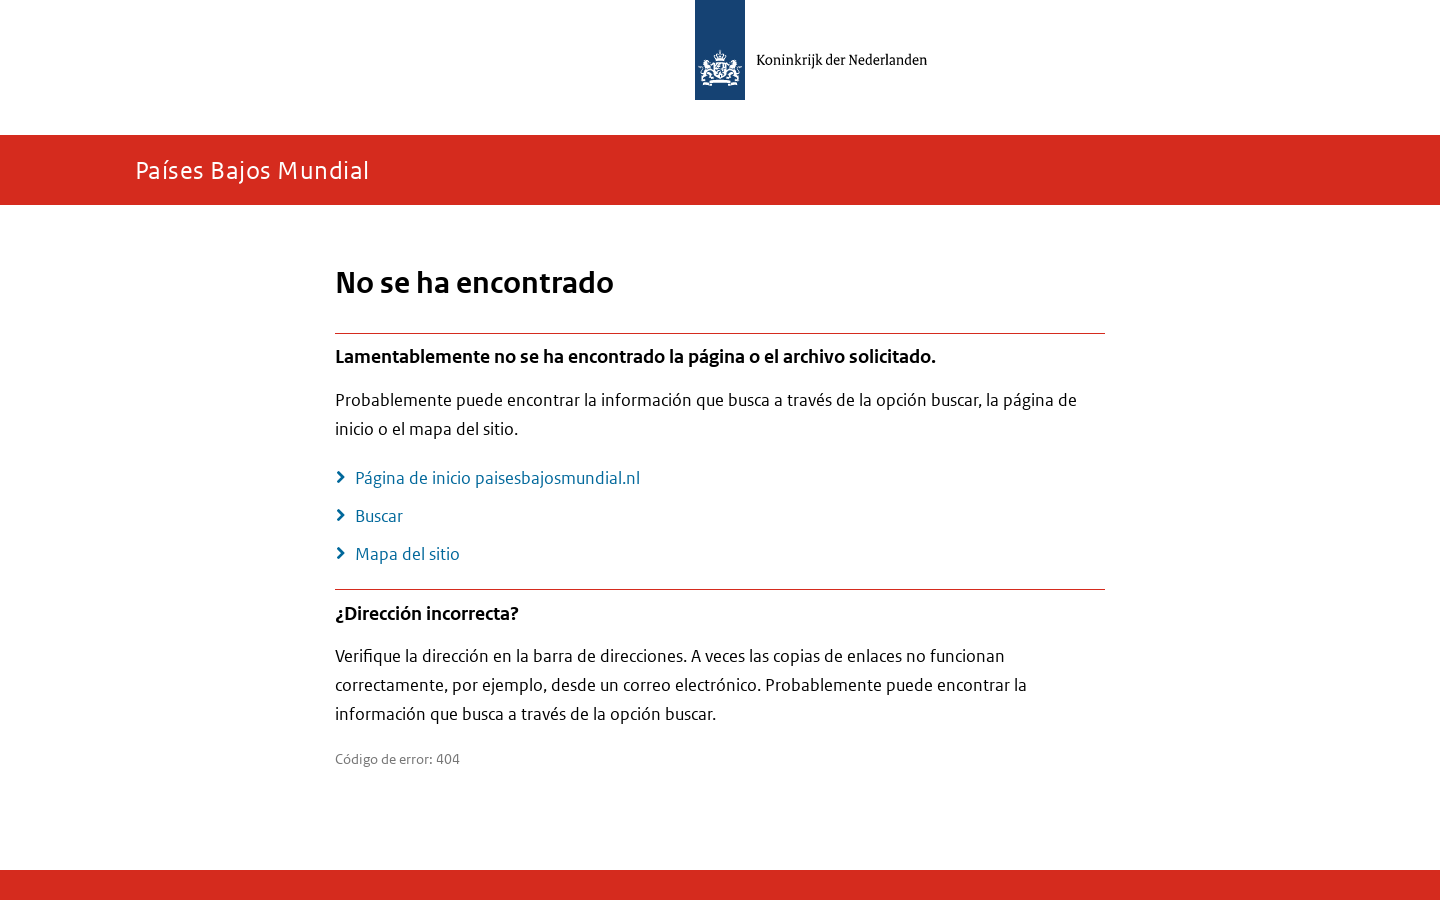 Koninkrijk der Nederlanden
Países Bajos Mundial
No se ha encontrado
Lamentablemente no se ha encontrado la página o el archivo solicitado.
Probablemente puede encontrar la información que busca a través de la opción buscar, la página de
inicio o el mapa del sitio.
Página de inicio paisesbajosmundial.nl
Buscar
Mapa del sitio
¿Dirección incorrecta?
Verifique la dirección en la barra de direcciones. A veces las copias de enlaces no funcionan
correctamente, por ejemplo, desde un correo electrónico. Probablemente puede encontrar la
información que busca a través de la opción buscar.
Código de error: 404